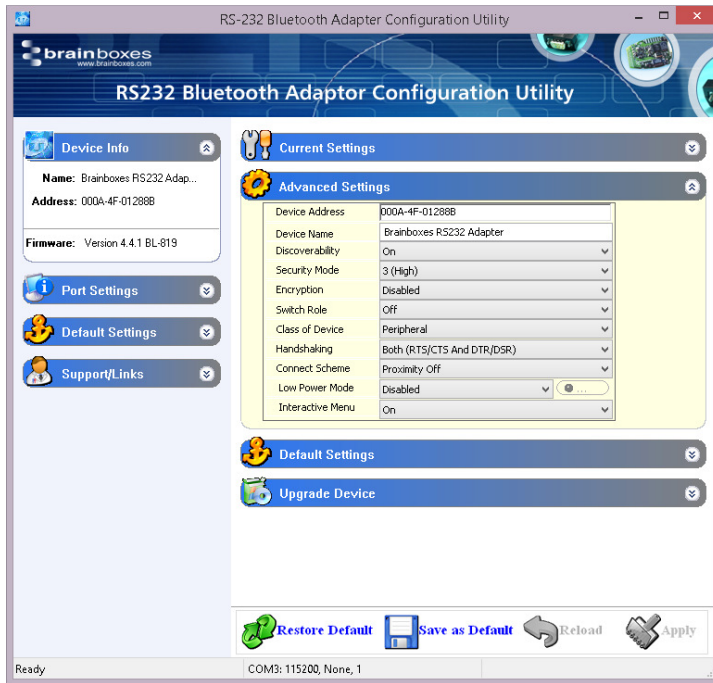 RS-232 Bluetooth Adapter Configuration Utility
brainboxes
www.brainboxes.com
RS232 Bluetooth Adaptor Configuration Utility
Device Info
Name: Brainboxes RS232 Adap...
Address: 000A-4F-01288B
Firmware: Version 4.4.1 BL-819
Port Settings
Default Settings
Support/Links
Current Settings
Advanced Settings
Device Address 000A-4F-01288B
Device Name Brainboxes RS232 Adapter
Discoverability On
Security Mode 3 (High)
Encryption Disabled
Switch Role Off
Class of Device Peripheral
Handshaking Both (RTS/CTS And DTR/DSR)
Connect Scheme Proximity Off
Low Power Mode Disabled ...
Interactive Menu On
Default Settings
Upgrade Device
Restore Default Save as Default Reload Apply
Ready COM3: 115200, None, 1